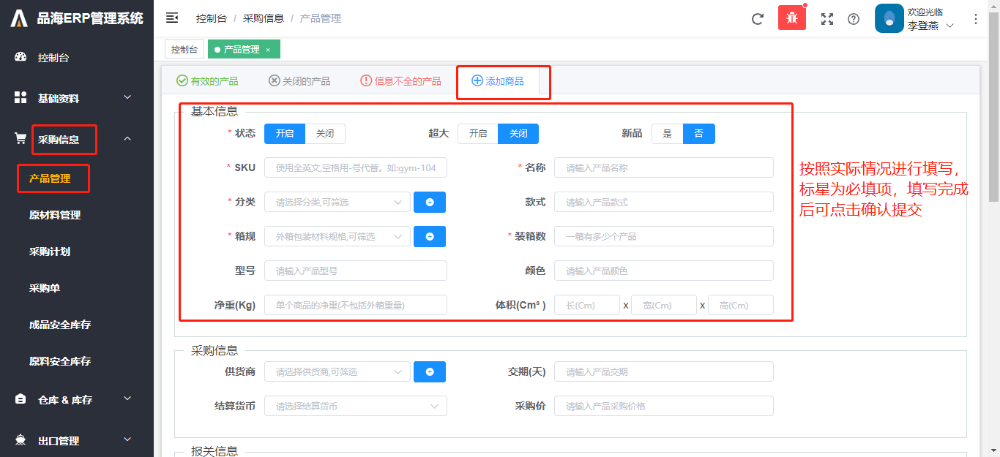 品海ERP管理系统
控制台 / 采购信息 / 产品管理
欢迎光临
李登燕
控制台
产品管理 ×
控制台
基础资料
采购信息
产品管理
原材料管理
采购计划
采购单
成品安全库存
原料安全库存
仓库 & 库存
出口管理
有效的产品 关闭的产品 信息不全的产品 添加商品
基本信息
* 状态 开启 关闭 超大 开启 关闭 新品 是 否
* SKU 使用全英文,空格用-号代替。如:gym-104 * 名称 请输入产品名称
* 分类 请选择分类,可筛选 款式 请输入产品款式
* 箱规 外箱包装材料规格,可筛选 * 装箱数 一箱有多少个产品
型号 请输入产品型号 颜色 请输入产品颜色
净重(Kg) 单个商品的净重(不包括外箱重量) 体积(Cm³ ) 长(Cm) x 宽(Cm) x 高(Cm)
按照实际情况进行填写，
标星为必填项，填写完成
后可点击确认提交
采购信息
供货商 请选择供货商,可筛选 交期(天) 请输入产品交期
结算货币 请选择结算货币 采购价 请输入产品采购价格
报关信息